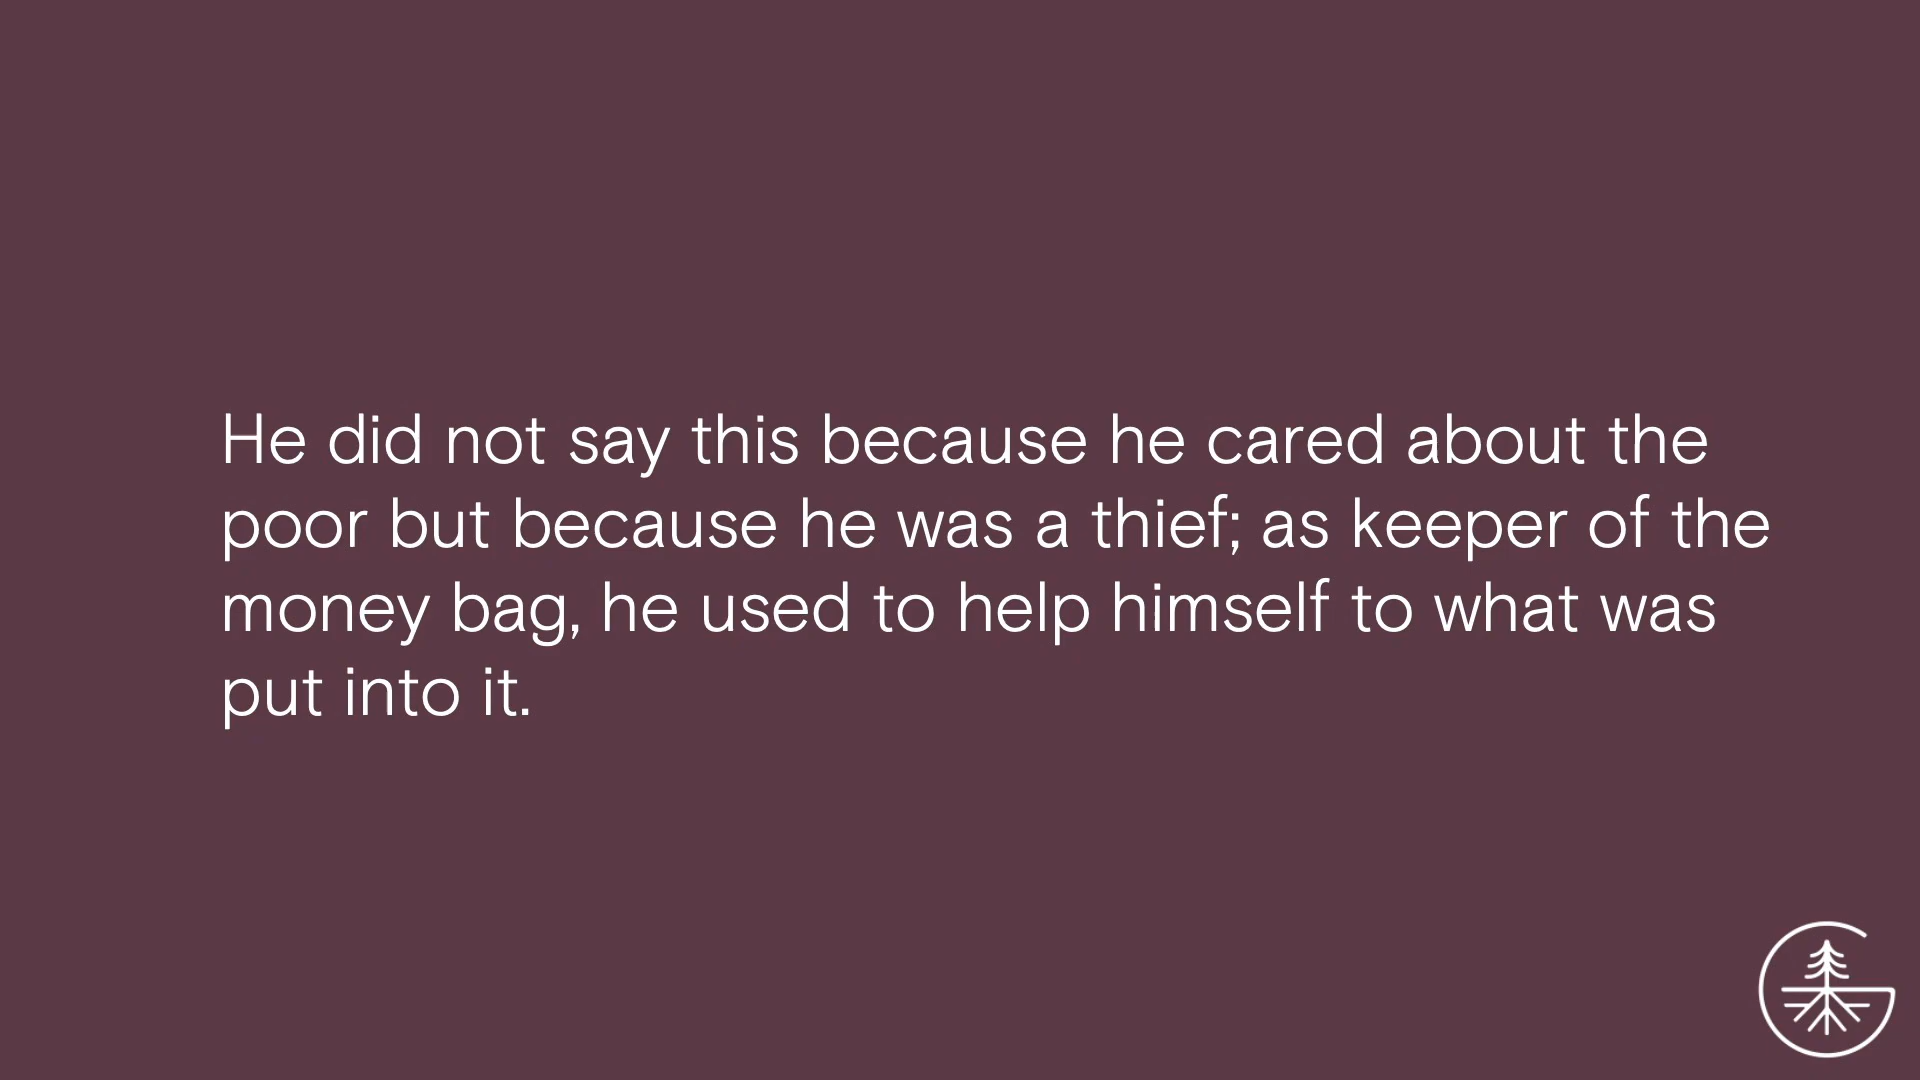 He did not say this because he cared about the
poor but because he was a thief; as keeper of the
money bag, he used to help himself to what was
put into it.